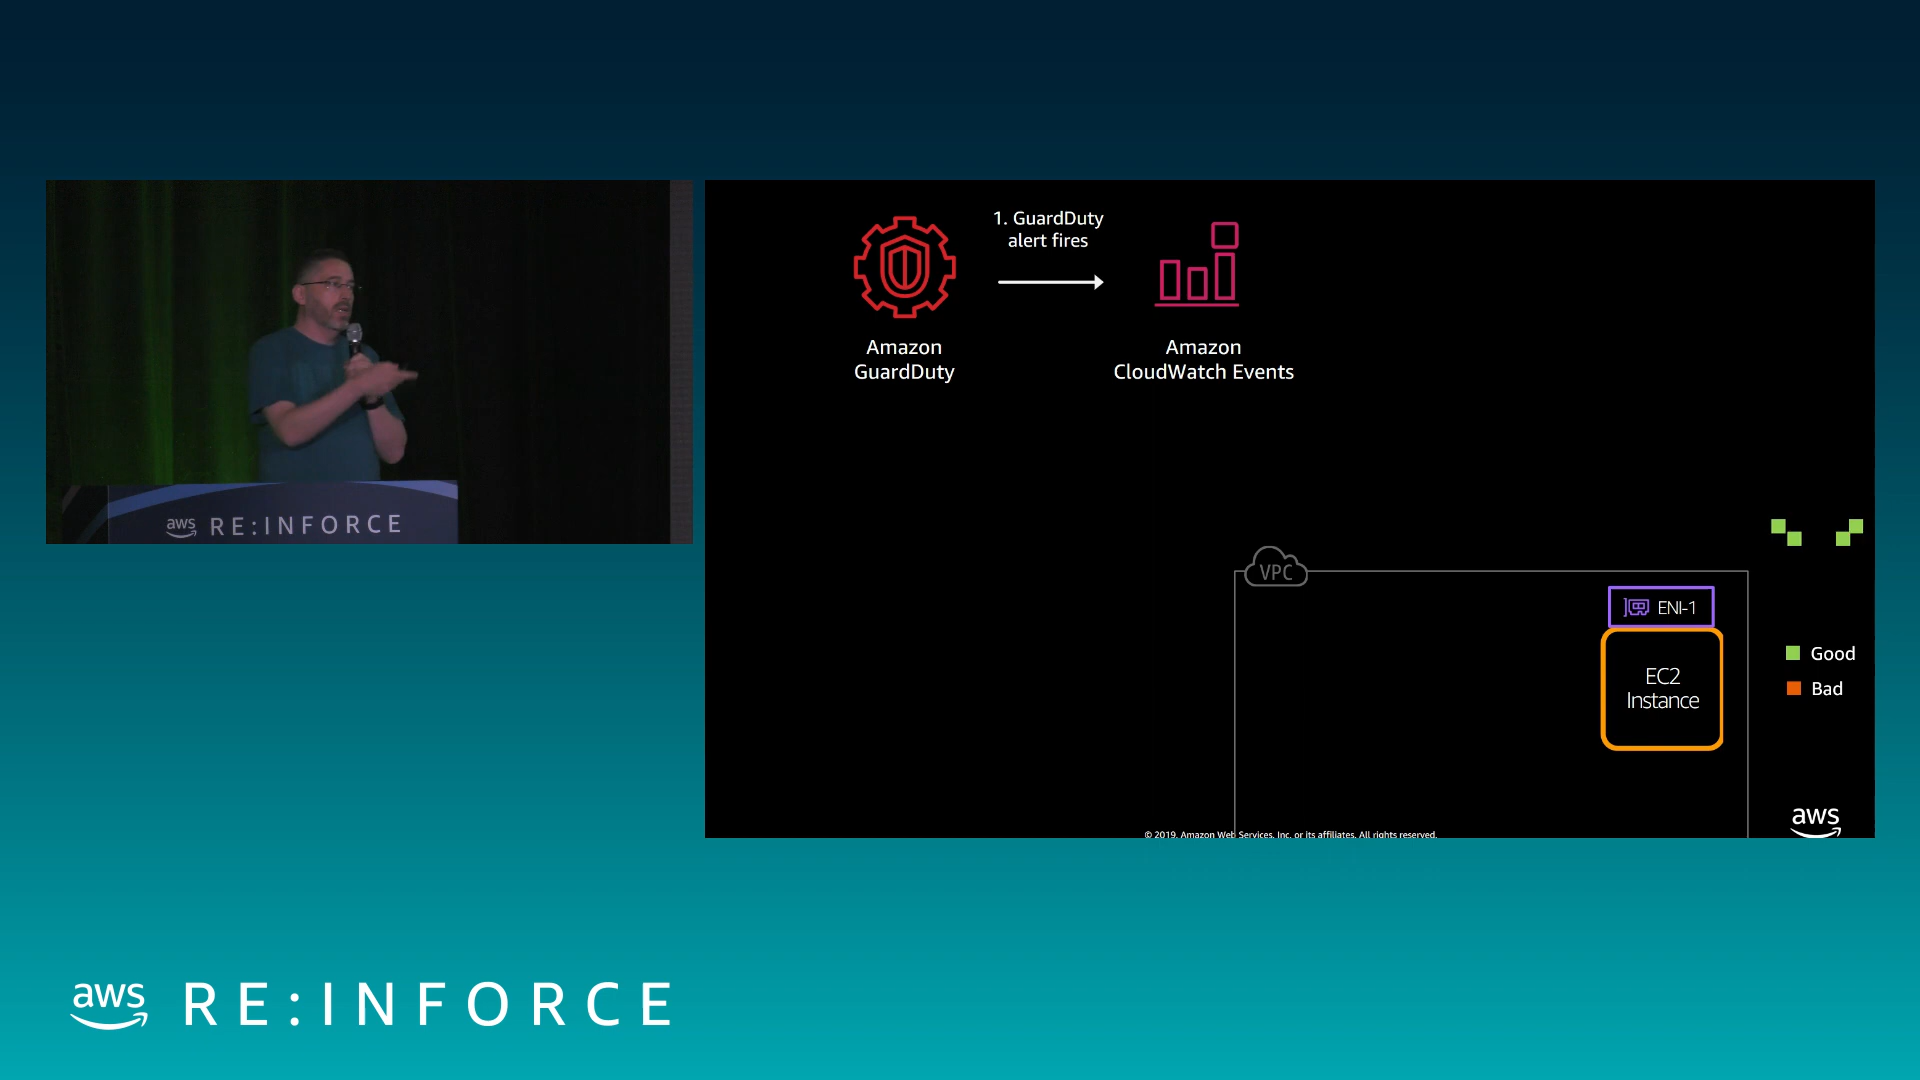 aws RE:INFORCE
1. GuardDuty
alert fires
Amazon
GuardDuty
Amazon
CloudWatch Events
VPC
ENI-1
EC2
Instance
Good
Bad
aws
© 2019, Amazon Web Services, Inc. or its affiliates. All rights reserved.
aws RE:INFORCE